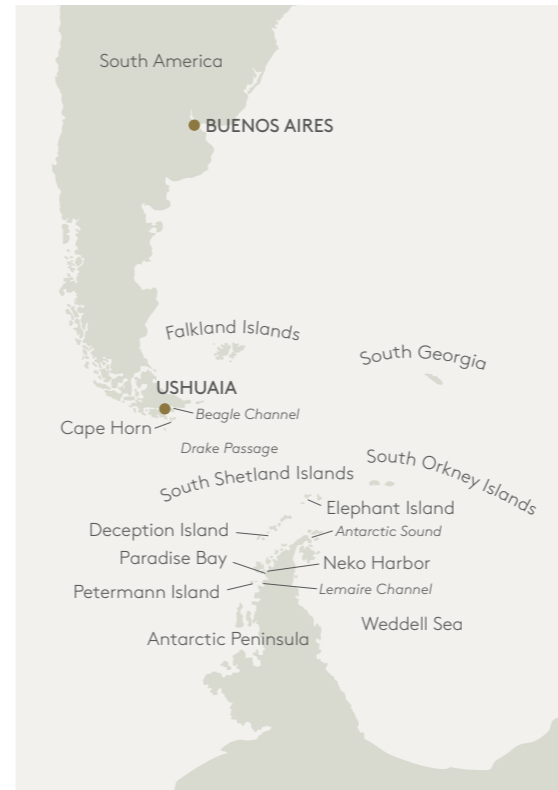 South America
BUENOS AIRES
Falkland Islands
South Georgia
USHUAIA
Beagle Channel
Cape Horn
Drake Passage
South Shetland Islands
South Orkney Islands
Elephant Island
Deception Island
Antarctic Sound
Paradise Bay
Neko Harbor
Petermann Island
Lemaire Channel
Weddell Sea
Antarctic Peninsula